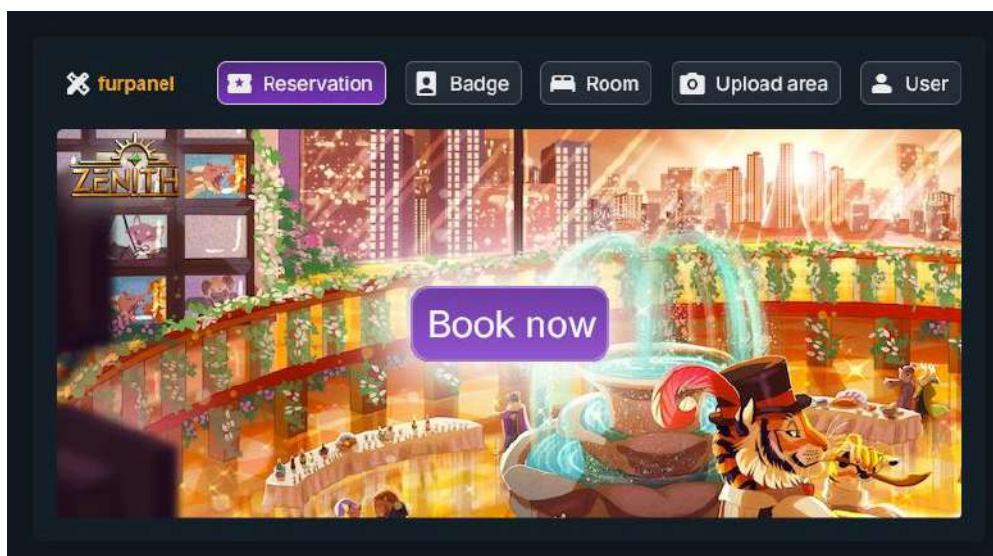 furpanel
Reservation
Badge
Room
Upload area
User
ZENITH
Book now